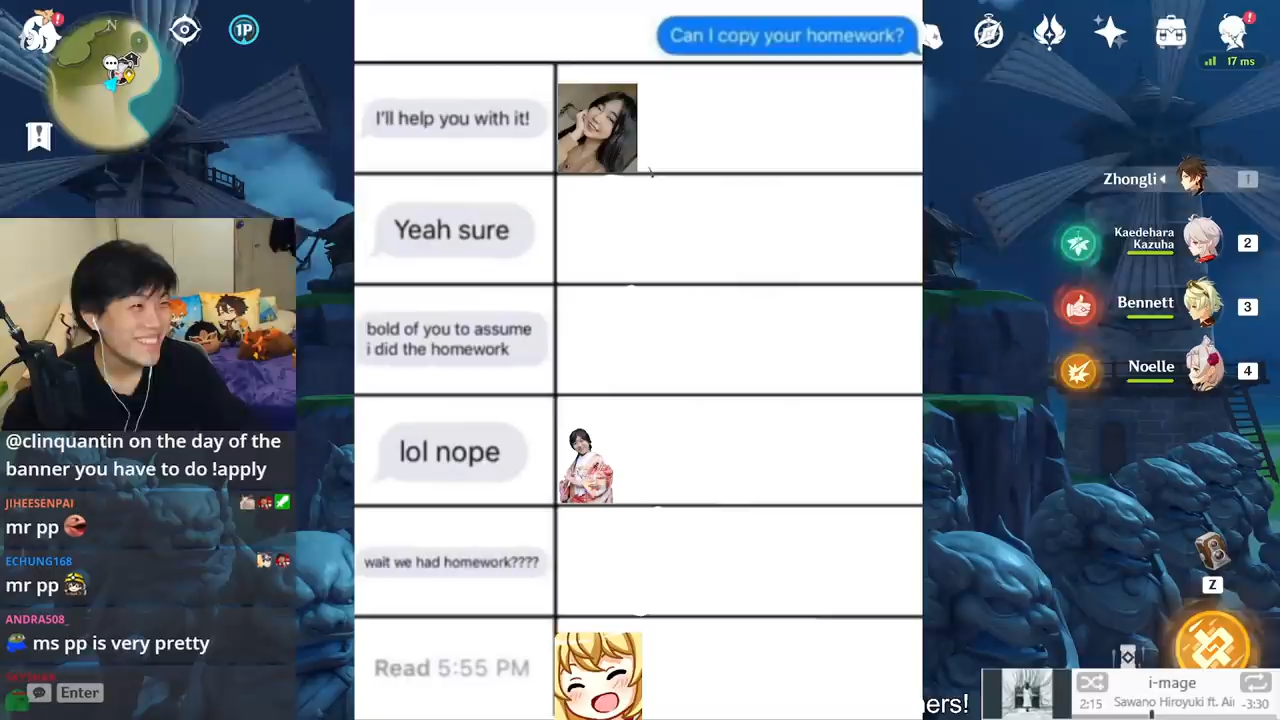 N
1P
Can I copy your homework?
17 ms
I'll help you with it!
Yeah sure
bold of you to assume
i did the homework
lol nope
wait we had homework????
Read 5:55 PM
Zhongli
1
Kaedehara
Kazuha
2
Bennett
3
Noelle
4
Z
@clinquantin on the day of the
banner you have to do !apply
JIHEESENPAI
mr pp
ECHUNG168
mr pp
ANDRA508_
ms pp is very pretty
Enter
ers!
i-mage
2:15 Sawano Hiroyuki ft. Ai -3:30